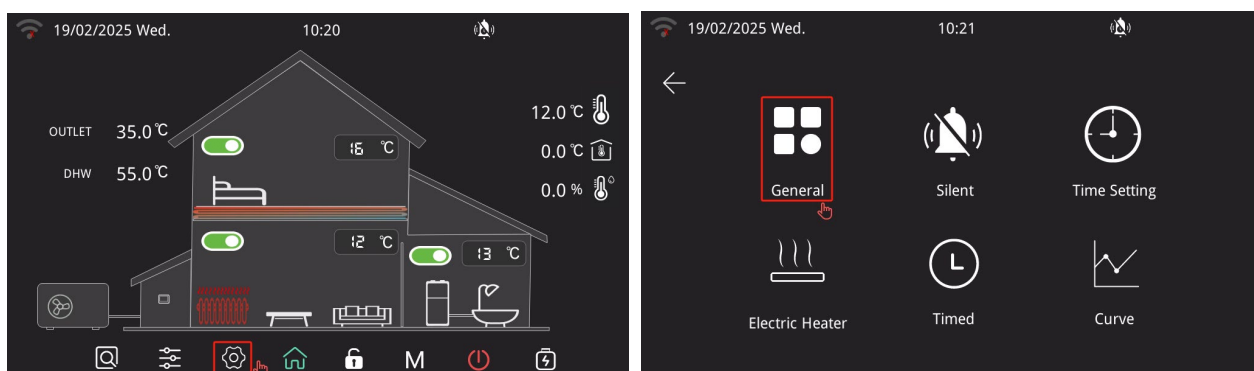 19/02/2025 Wed. 10:20
OUTLET 35.0℃
DHW 55.0℃
16 ℃
12 ℃
13 ℃
12.0 ℃
0.0 ℃
0.0 %
M
19/02/2025 Wed. 10:21
General
Silent
Time Setting
Electric Heater
Timed
Curve